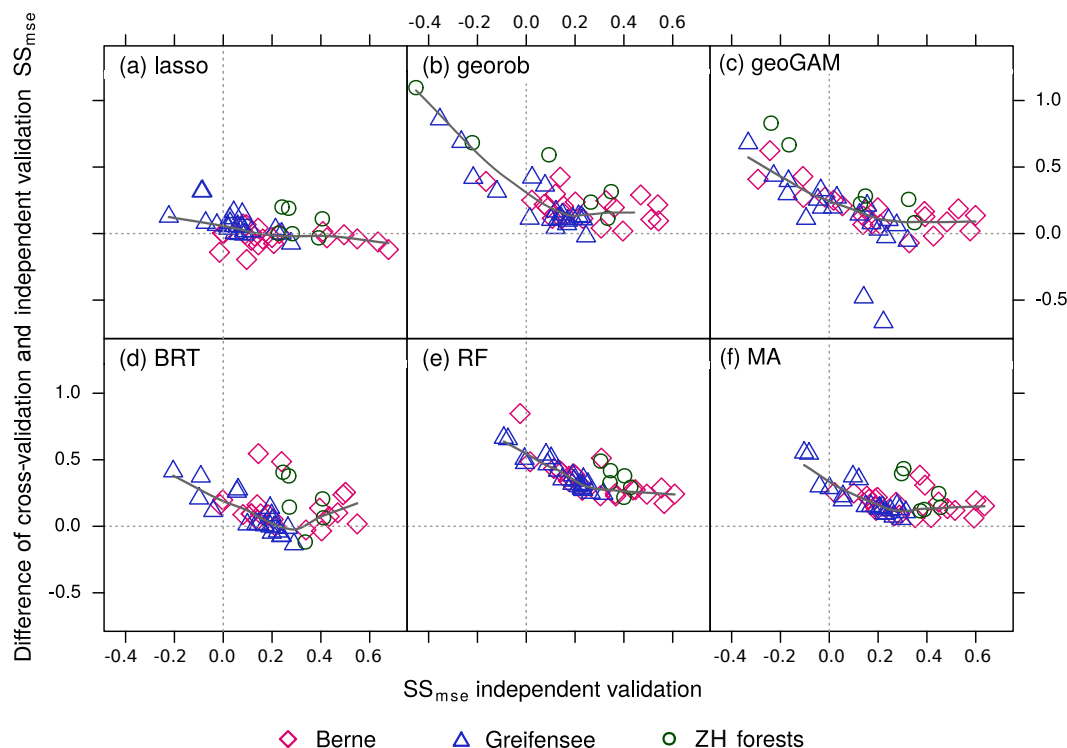 -0.4 -0.2 0.0 0.2 0.4 0.6
Difference of cross-validation and independent validation SSmse
(a) lasso
(b) georob
(c) geoGAM
1.0
0.5
0.0
-0.5
(d) BRT
(e) RF
(f) MA
1.0
0.5
0.0
-0.5
-0.4 -0.2 0.0 0.2 0.4 0.6
-0.4 -0.2 0.0 0.2 0.4 0.6
SSmse independent validation
Berne Greifensee ZH forests